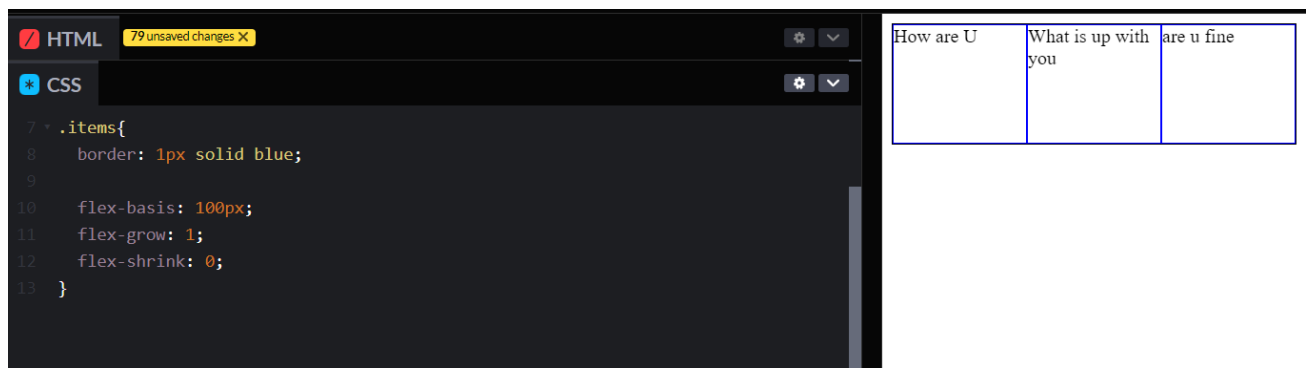 HTML
79 unsaved changes X
CSS
7 .items{
8 border: 1px solid blue;
9
10 flex-basis: 100px;
11 flex-grow: 1;
12 flex-shrink: 0;
13 }
How are U
What is up with
you
are u fine